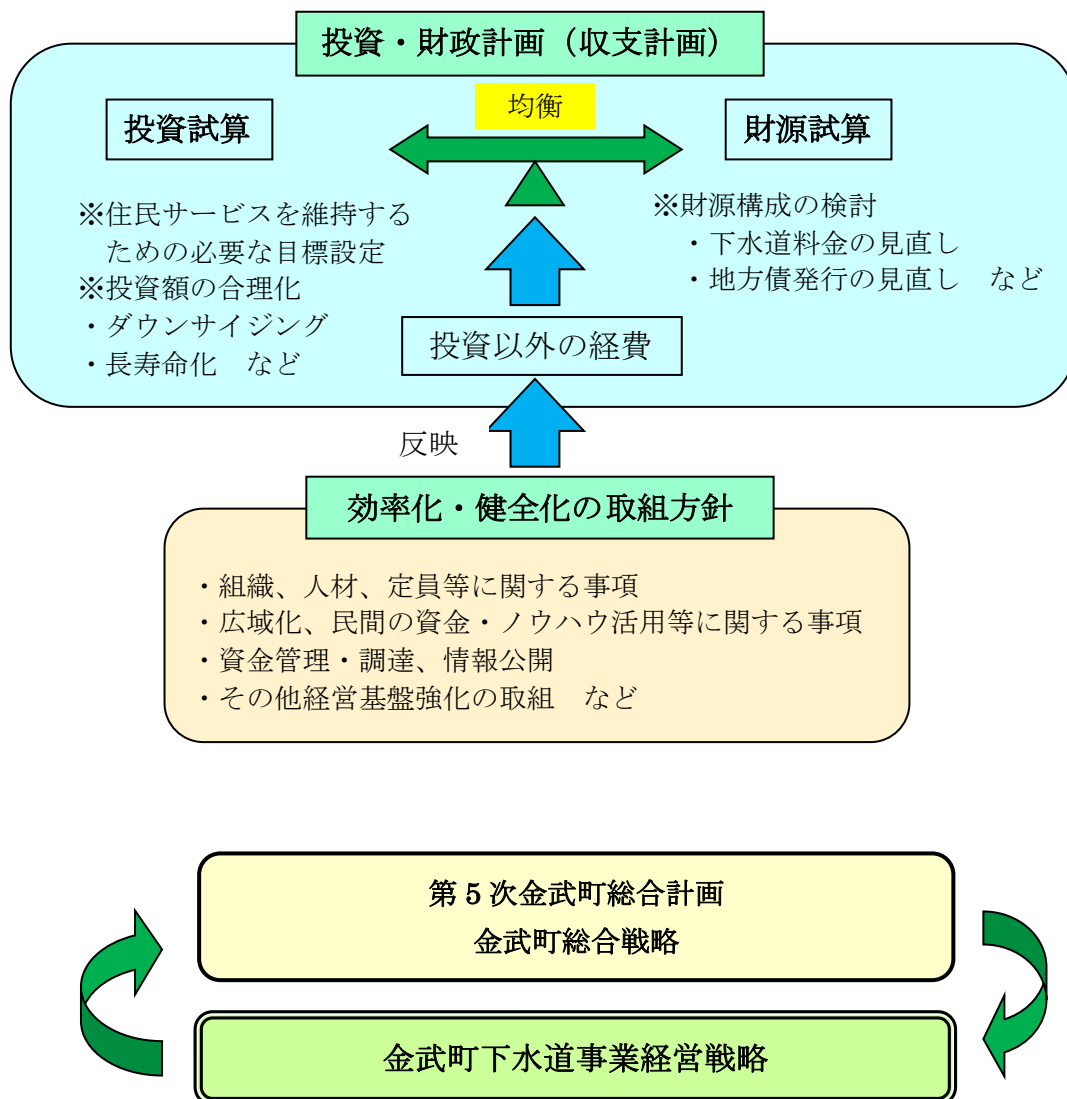 投資・財政計画（収支計画）
均衡
投資試算
財源試算
※住民サービスを維持する
ための必要な目標設定
※投資額の合理化
・ダウンサイジング
・長寿命化　など
※財源構成の検討
・下水道料金の見直し
・地方債発行の見直し　など
投資以外の経費
反映
効率化・健全化の取組方針
・組織、人材、定員等に関する事項
・広域化、民間の資金・ノウハウ活用等に関する事項
・資金管理・調達、情報公開
・その他経営基盤強化の取組　など
第 5 次金武町総合計画
金武町総合戦略
金武町下水道事業経営戦略